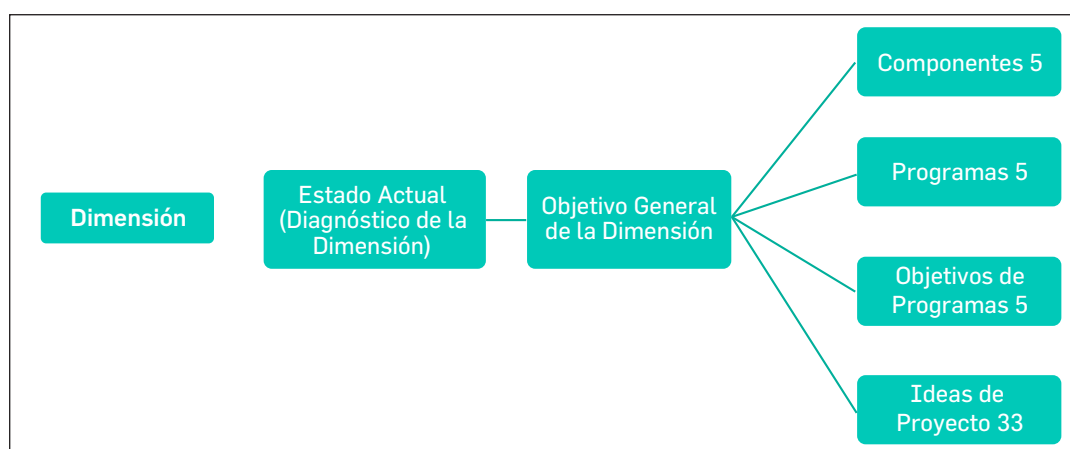 Dimensión
Estado Actual
(Diagnóstico de la
Dimensión)
Objetivo General
de la Dimensión
Componentes 5
Programas 5
Objetivos de
Programas 5
Ideas de
Proyecto 33